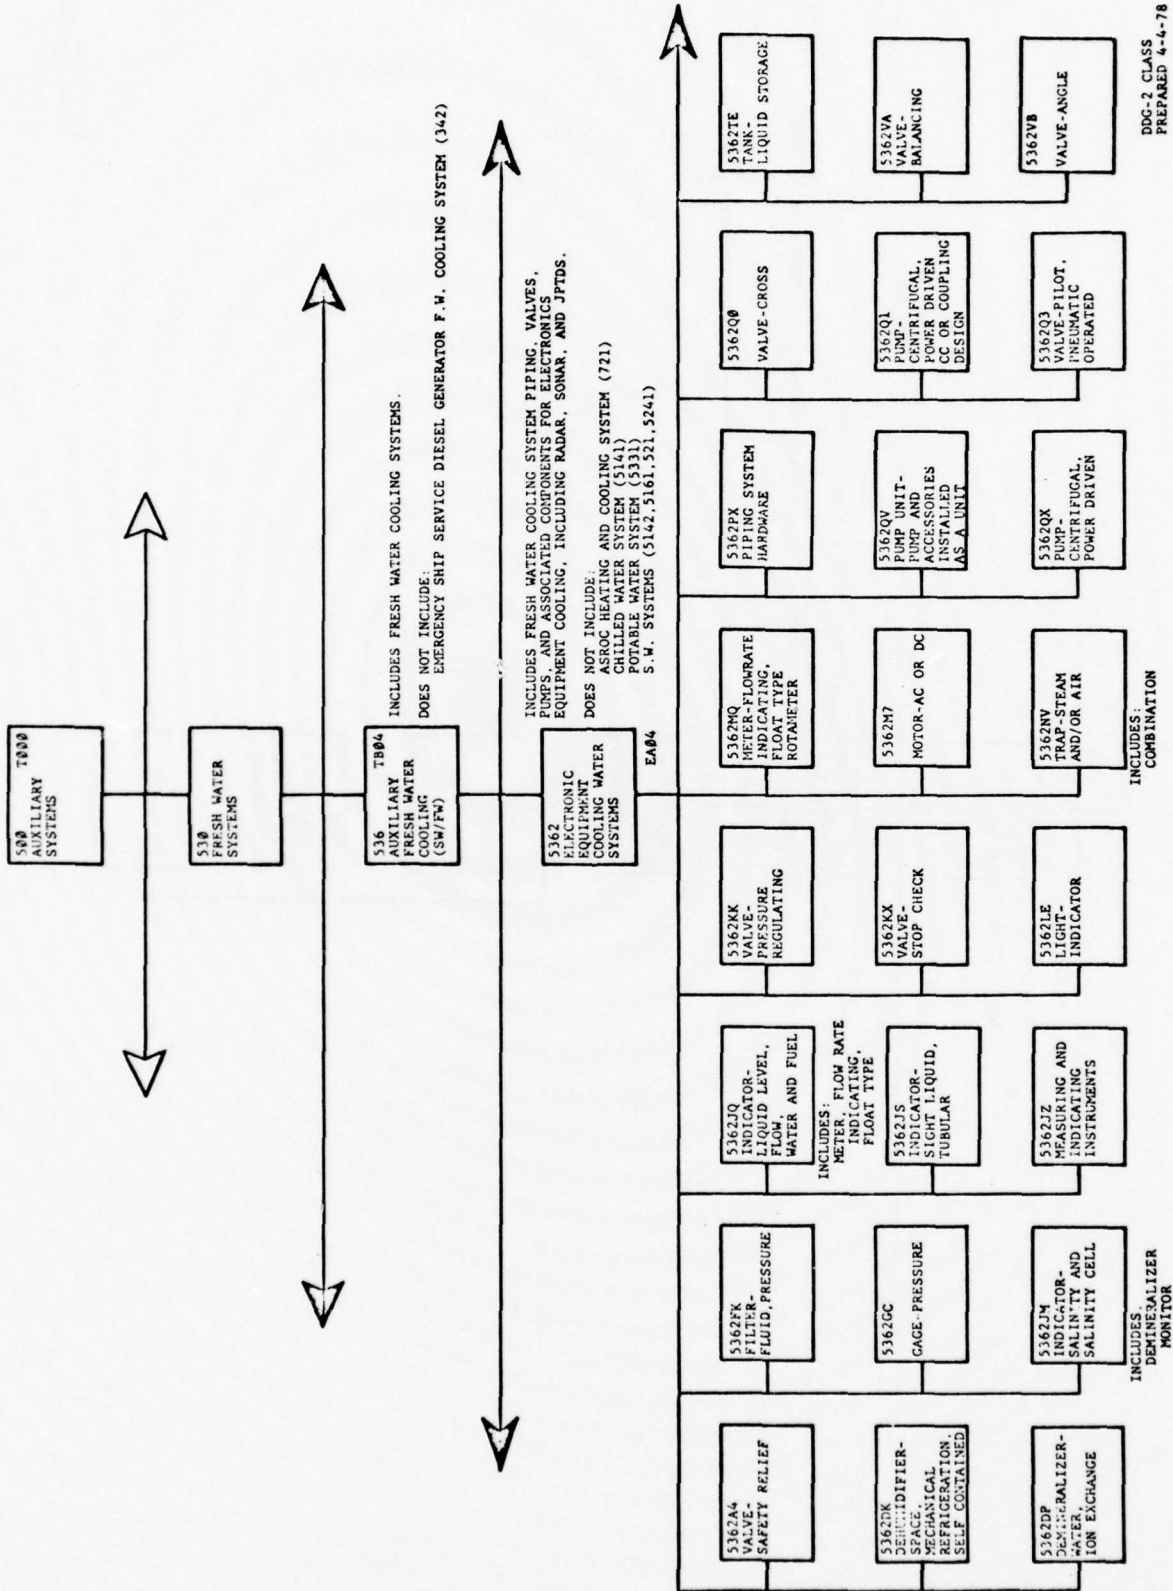 500 T000
AUXILIARY
SYSTEMS
530
FRESH WATER
SYSTEMS
536 TB04
AUXILIARY
FRESH WATER
COOLING
(SW/FW)
INCLUDES FRESH WATER COOLING SYSTEMS.
DOES NOT INCLUDE:
EMERGENCY SHIP SERVICE DIESEL GENERATOR F.W. COOLING SYSTEM (342)
5362
ELECTRONIC
EQUIPMENT
COOLING WATER
SYSTEMS
EA04
INCLUDES FRESH WATER COOLING SYSTEM PIPING, VALVES,
PUMPS, AND ASSOCIATED COMPONENTS FOR ELECTRONICS
EQUIPMENT COOLING, INCLUDING RADAR, SONAR, AND JPTDS.
DOES NOT INCLUDE:
ASROC HEATING AND COOLING SYSTEM (721)
CHILLED WATER SYSTEM (5141)
POTABLE WATER SYSTEM (5331)
S.W. SYSTEMS (5142,5161,521,5241)
5362A4
VALVE-
SAFETY RELIEF
5362DK
DEHUMIDIFIER-
SPACE,
MECHANICAL
REFRIGERATION,
SELF CONTAINED
5362DP
DEMINERALIZER-
WATER,
ION EXCHANGE
5362FK
FILTER-
FLUID,PRESSURE
5362GC
GAGE-PRESSURE
5362JM
INDICATOR-
SALINITY AND
SALINITY CELL
INCLUDES:
DEMINERALIZER
MONITOR
5362JQ
INDICATOR-
LIQUID LEVEL,
FLOW,
WATER AND FUEL
INCLUDES:
METER, FLOW RATE
INDICATING,
FLOAT TYPE
5362JS
INDICATOR-
SIGHT LIQUID,
TUBULAR
5362JZ
MEASURING AND
INDICATING
INSTRUMENTS
5362KK
VALVE-
PRESSURE
REGULATING
5362KX
VALVE-
STOP CHECK
5362LE
LIGHT-
INDICATOR
5362MQ
METER-FLOWRATE
INDICATING,
FLOAT TYPE
ROTAMETER
5362M7
MOTOR-AC OR DC
5362NV
TRAP-STEAM
AND/OR AIR
INCLUDES:
COMBINATION
5362PX
PIPING SYSTEM
HARDWARE
5362QV
PUMP UNIT-
PUMP AND
ACCESSORIES
INSTALLED
AS A UNIT
5362QX
PUMP-
CENTRIFUGAL,
POWER DRIVEN
5362Q0
VALVE-CROSS
5362Q1
PUMP-
CENTRIFUGAL,
POWER DRIVEN
CC OR COUPLING
DESIGN
5362Q3
VALVE-PILOT,
PNEUMATIC
OPERATED
5362TE
TANK-
LIQUID STORAGE
5362VA
VALVE-
BALANCING
5362VB
VALVE-ANGLE
DDG-2 CLASS
PREPARED 4-4-78